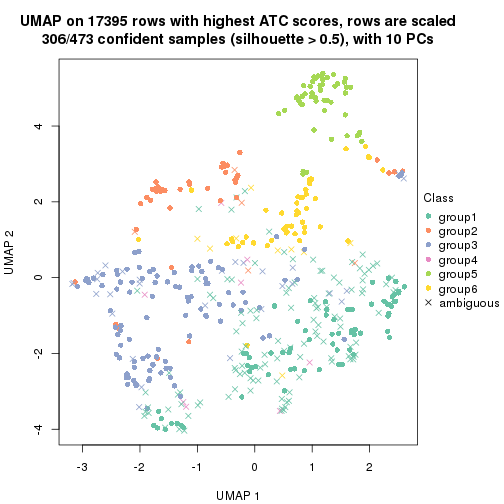 UMAP on 17395 rows with highest ATC scores, rows are scaled
306/473 confident samples (silhouette > 0.5), with 10 PCs
4
2
0
-2
-4
UMAP 2
-3
-2
-1
0
1
2
UMAP 1
Class
group1
group2
group3
group4
group5
group6
ambiguous